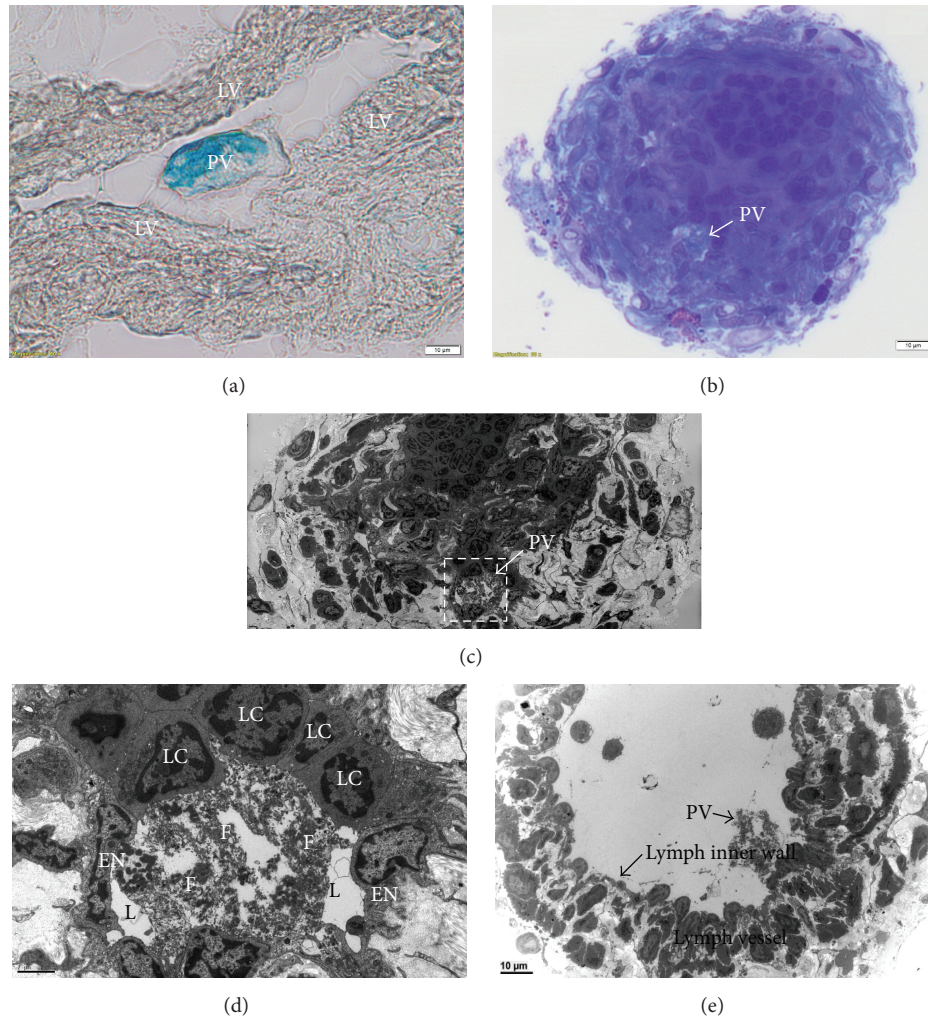 LV
LV
PV
LV
10 µm
(a)
PV
10 µm
(b)
PV
(c)
LC
LC
LC
LC
F
F
EN
F
EN
L
L
(d)
PV
Lymph inner wall
Lymph vessel
10 µm
(e)